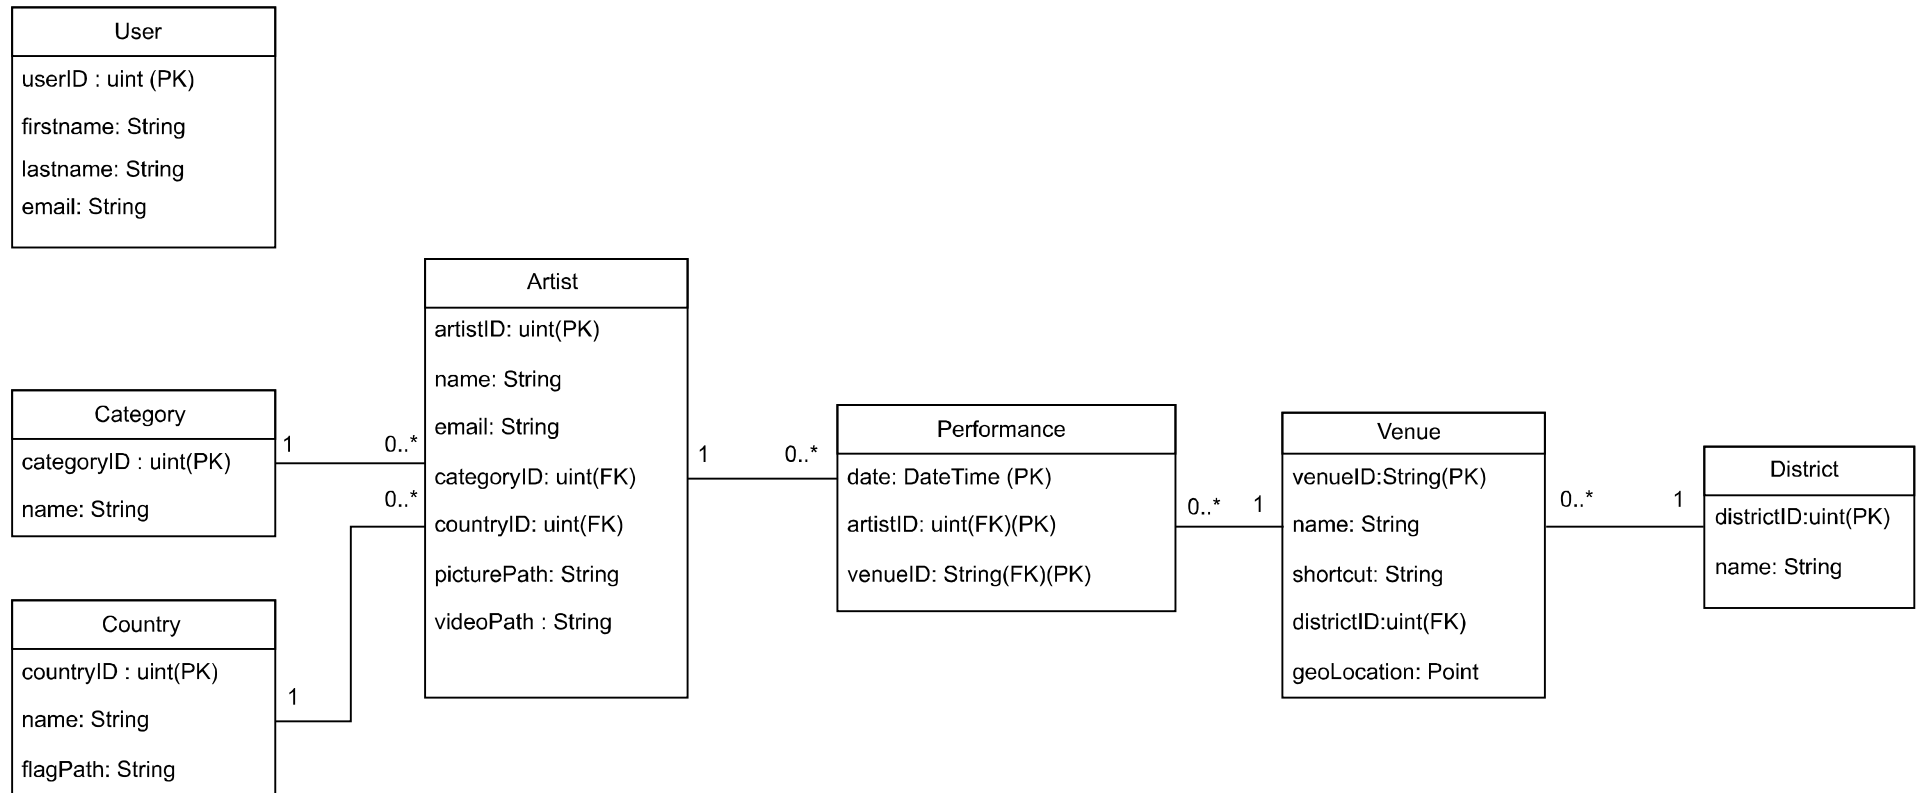 User
userID : uint (PK)
firstname: String
lastname: String
email: String
Category
categoryID : uint(PK)
name: String
Country
countryID : uint(PK)
name: String
flagPath: String
1
0..*
0..*
1
Artist
artistID: uint(PK)
name: String
email: String
categoryID: uint(FK)
countryID: uint(FK)
picturePath: String
videoPath : String
1
0..*
Performance
date: DateTime (PK)
artistID: uint(FK)(PK)
venueID: String(FK)(PK)
0..*
1
Venue
venueID:String(PK)
name: String
shortcut: String
districtID:uint(FK)
geoLocation: Point
0..*
1
District
districtID:uint(PK)
name: String